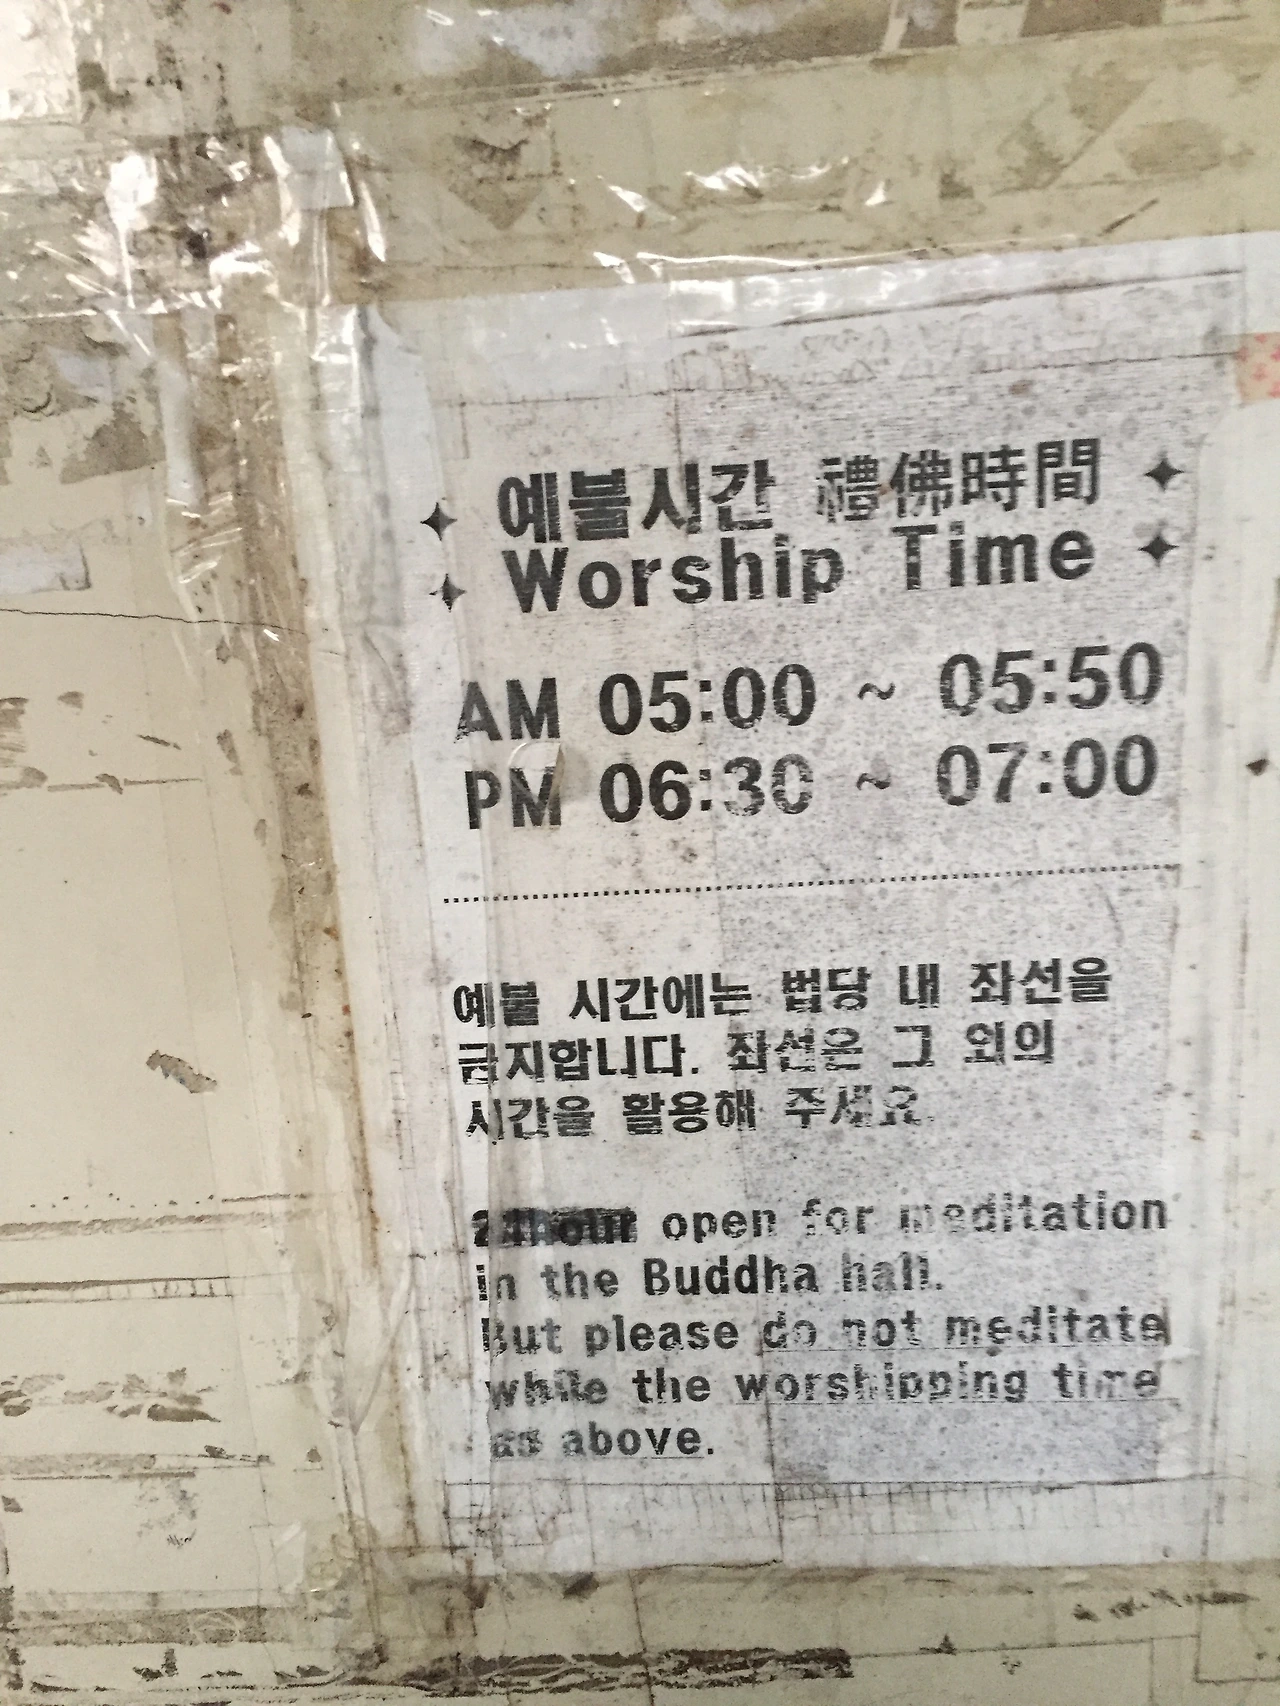 ✦ 예불시간 禮佛時間 ✦
✦ Worship Time ✦
AM 05:00 ~ 05:50
PM 06:30 ~ 07:00
예불 시간에는 법당 내 좌선을
금지합니다. 좌선은 그 외의
시간을 활용해 주세요.
open for meditation
in the Buddha hall.
But please do not meditate
while the worshipping time
as above.